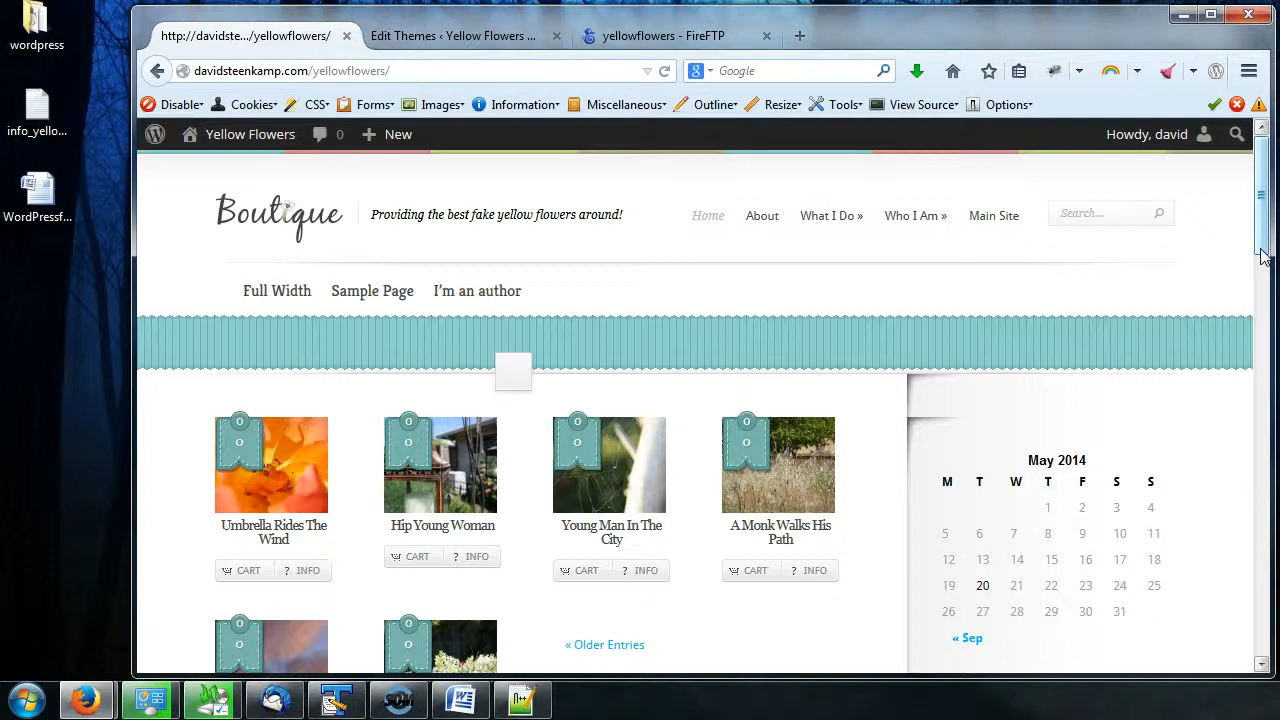 wordpress
info_yello...
WordPressf...
http://davidste.../yellowflowers/
Edit Themes ‹ Yellow Flowers ...
yellowflowers - FireFTP
davidsteenkamp.com/yellowflowers/
Google
Disable
Cookies
CSS
Forms
Images
Information
Miscellaneous
Outline
Resize
Tools
View Source
Options
Yellow Flowers
0
New
Howdy, david
Boutique
Providing the best fake yellow flowers around!
Home
About
What I Do »
Who I Am »
Main Site
Search...
Full Width
Sample Page
I'm an author
0
0
0
0
0
0
0
0
Umbrella Rides The
Wind
Hip Young Woman
Young Man In The
City
A Monk Walks His
Path
CART
? INFO
CART
? INFO
CART
? INFO
CART
? INFO
0
0
0
0
« Older Entries
May 2014
M T W T F S S
1 2 3 4
5 6 7 8 9 10 11
12 13 14 15 16 17 18
19 20 21 22 23 24 25
26 27 28 29 30 31
« Sep